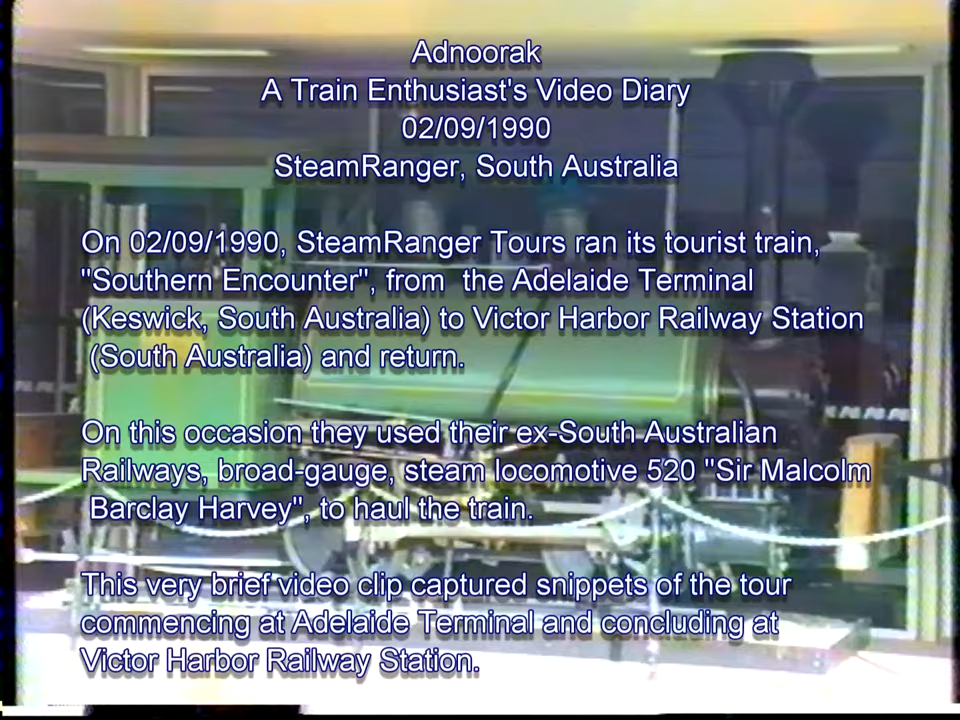 Adnoorak
A Train Enthusiast's Video Diary
02/09/1990
SteamRanger, South Australia
On 02/09/1990, SteamRanger Tours ran its tourist train,
"Southern Encounter", from the Adelaide Terminal
(Keswick, South Australia) to Victor Harbor Railway Station
(South Australia) and return.
On this occasion they used their ex-South Australian
Railways, broad-gauge, steam locomotive 520 "Sir Malcolm
Barclay Harvey", to haul the train.
This very brief video clip captured snippets of the tour
commencing at Adelaide Terminal and concluding at
Victor Harbor Railway Station.